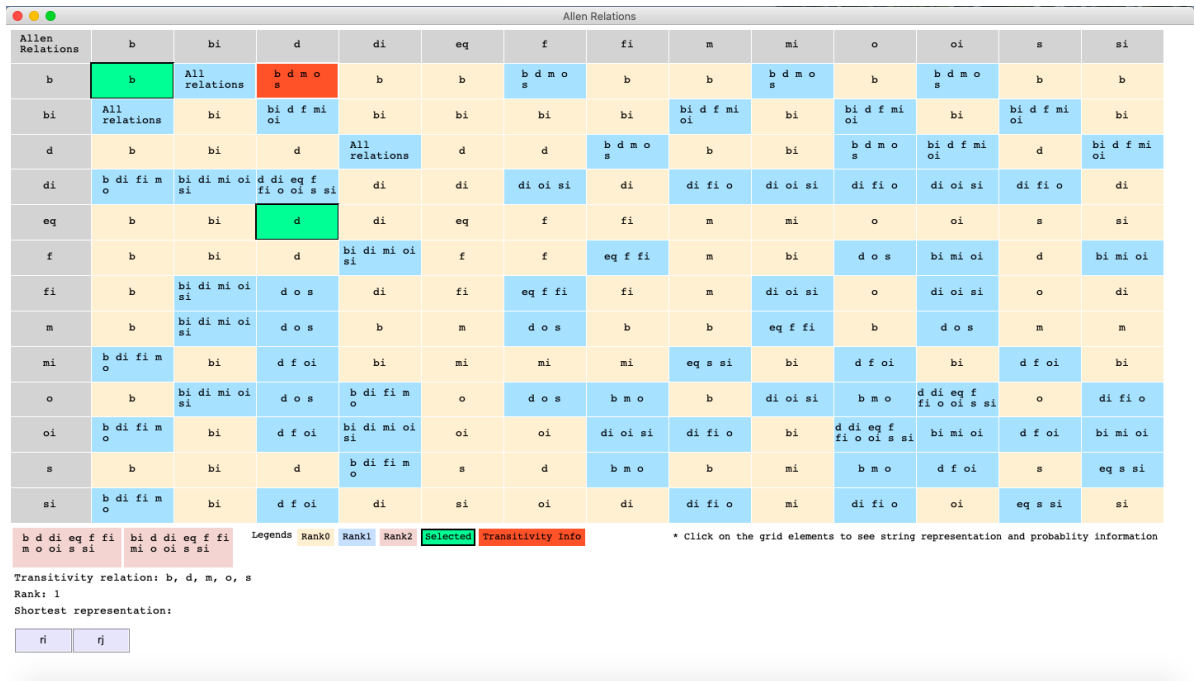 Allen Relations
Allen Relations b bi d di eq f fi m mi o oi s si
b b All relations b d m o s b b b d m o s b b b d m o s b b d m o s b b
bi All relations bi bi d f mi oi bi bi bi bi bi d f mi oi bi bi d f mi oi bi bi d f mi oi bi
d b bi d All relations d d b d m o s b bi b d m o s bi d f mi oi d bi d f mi oi
di b di fi m o bi di mi oi si d di eq f fi o oi s si di di di oi si di di fi o di oi si di fi o di oi si di fi o di
eq b bi d di eq f fi m mi o oi s si
f b bi d bi di mi oi si f f eq f fi m bi d o s bi mi oi d bi mi oi
fi b bi di mi oi si d o s di fi eq f fi fi m di oi si o di oi si o di
m b bi di mi oi si d o s b m d o s b b eq f fi b d o s m m
mi b di fi m o bi d f oi bi mi mi mi eq s si bi d f oi bi d f oi bi
o b bi di mi oi si d o s b di fi m o o d o s b m o b di oi si b m o d di eq f fi o oi s si o di fi o
oi b di fi m o bi d f oi bi di mi oi si oi oi di oi si di fi o bi d di eq f fi o oi s si bi mi oi d f oi bi mi oi
s b bi d b di fi m o s d b m o b mi b m o d f oi s eq s si
si b di fi m o bi d f oi di si oi di di fi o mi di fi o oi eq s si si
b d di eq f fi m o oi s si bi di d eq f fi mi o oi s si Legends Rank0 Rank1 Rank2 Selected Transitivity Info * Click on the grid elements to see string representation and probablity information
Transitivity relation: b, d, m, o, s
Rank: 1
Shortest representation:
ri rj